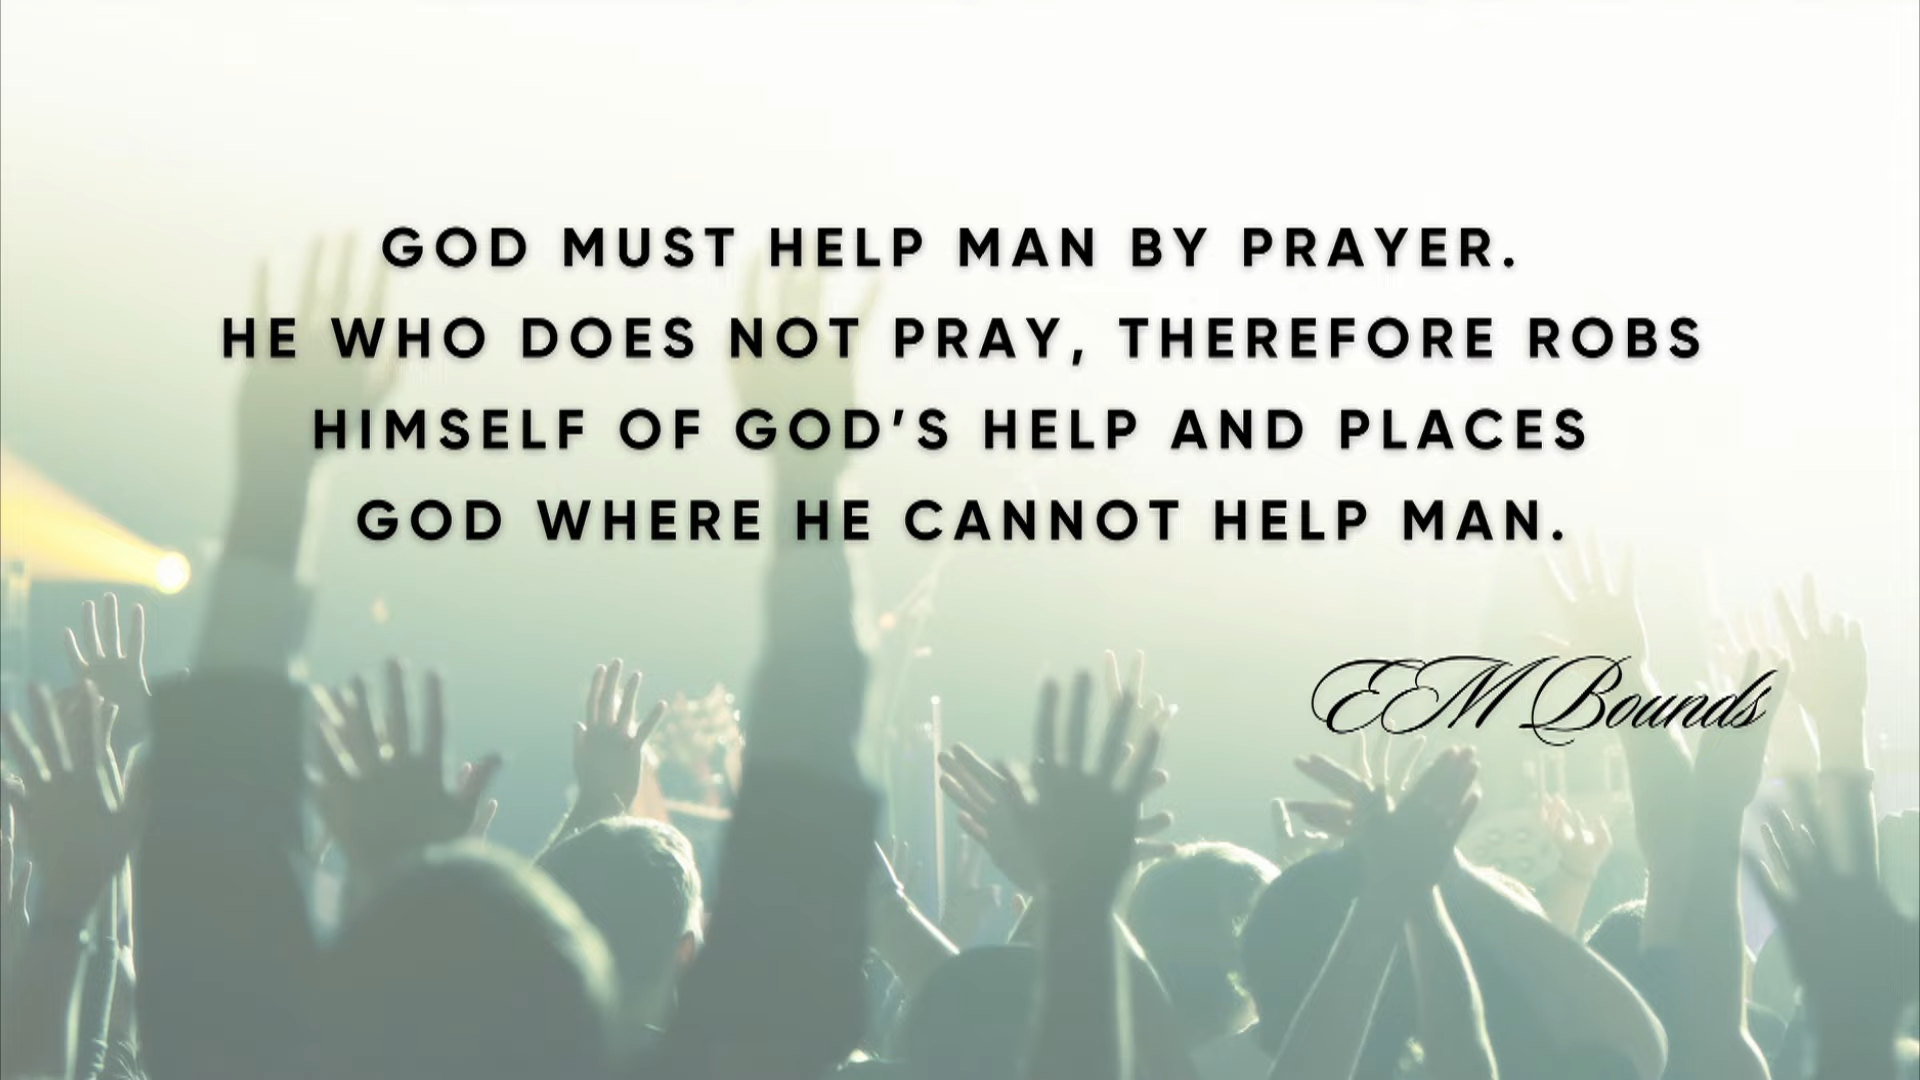 GOD MUST HELP MAN BY PRAYER.
HE WHO DOES NOT PRAY, THEREFORE ROBS
HIMSELF OF GOD'S HELP AND PLACES
GOD WHERE HE CANNOT HELP MAN.
EM Bounds